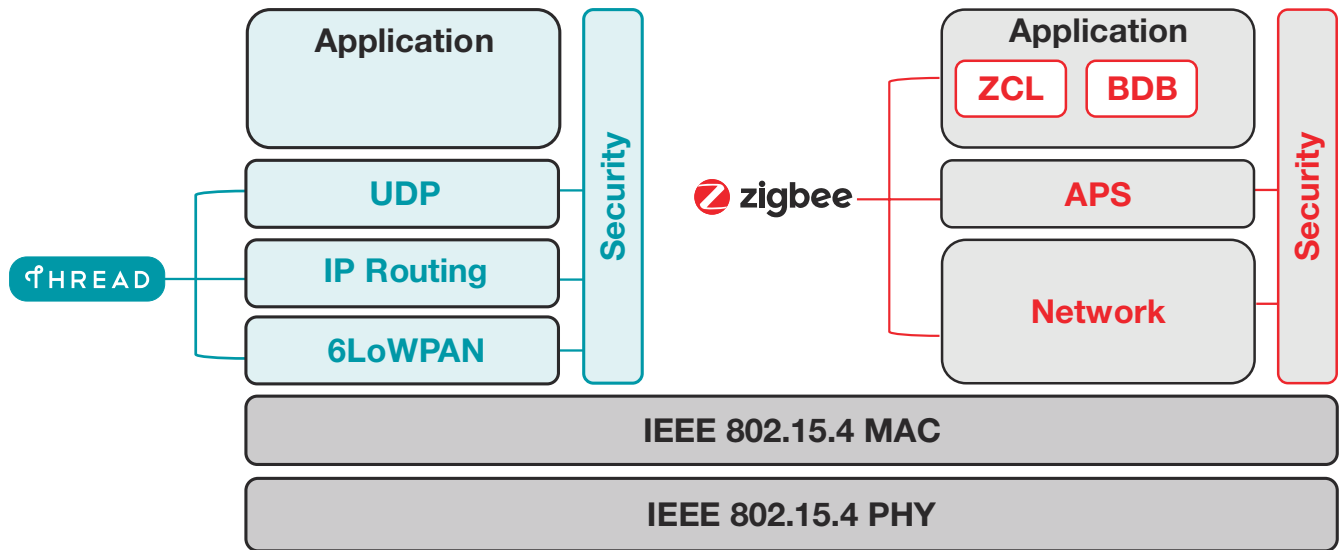 Application
Security
UDP
THREAD
IP Routing
6LoWPAN
zigbee
Application
ZCL
BDB
APS
Network
Security
IEEE 802.15.4 MAC
IEEE 802.15.4 PHY